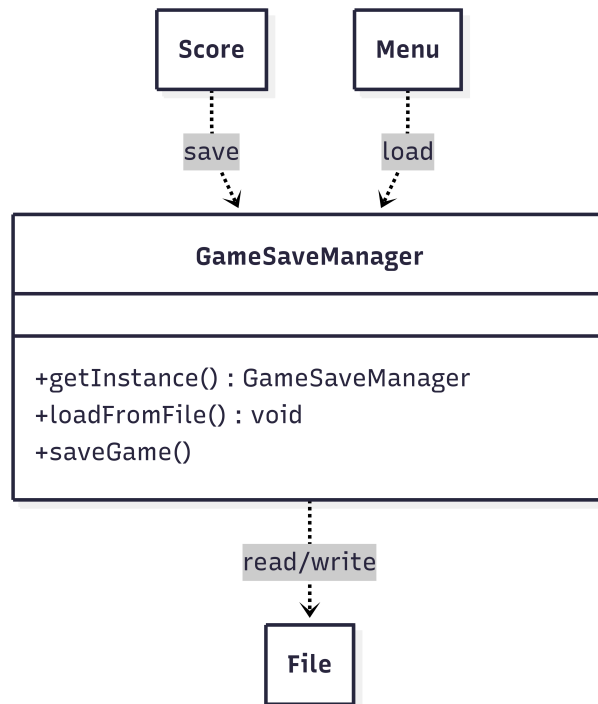 Score
Menu
save
load
GameSaveManager
+getInstance() : GameSaveManager
+loadFromFile() : void
+saveGame()
read/write
File